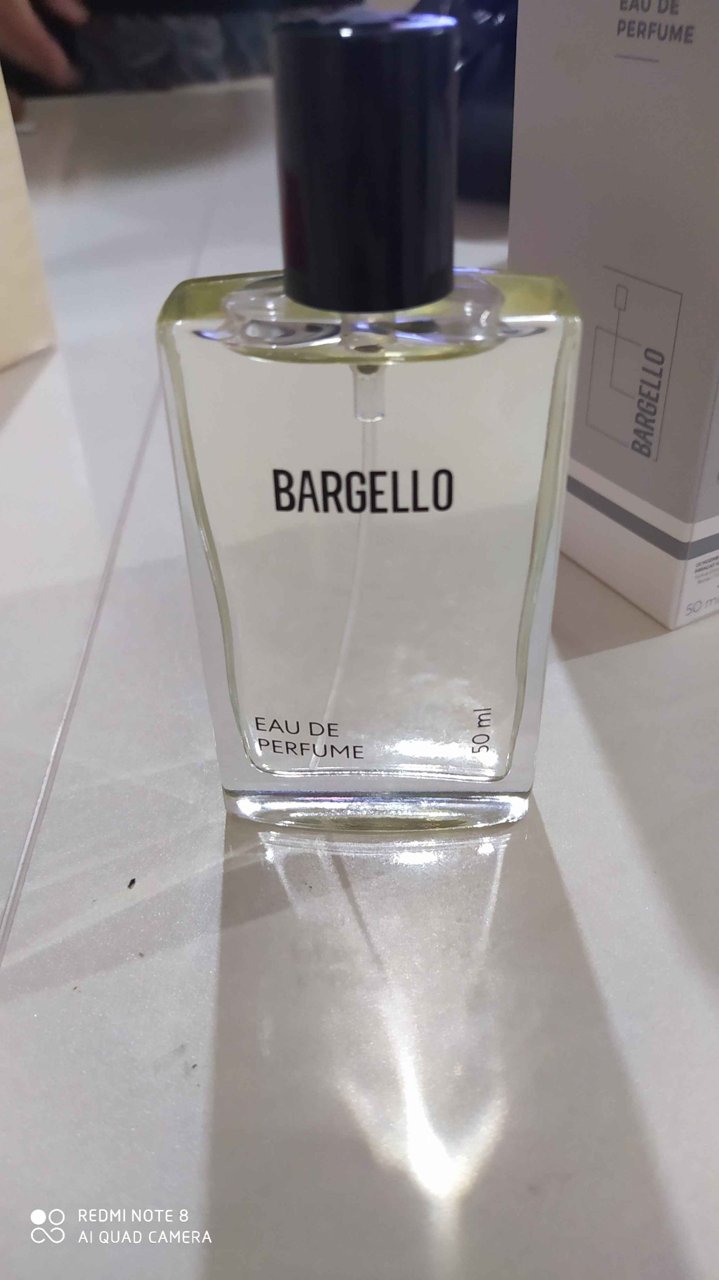 EAU DE
PERFUME
BARGELLO
50 ml
BARGELLO
EAU DE
PERFUME
50 ml
REDMI NOTE 8
AI QUAD CAMERA